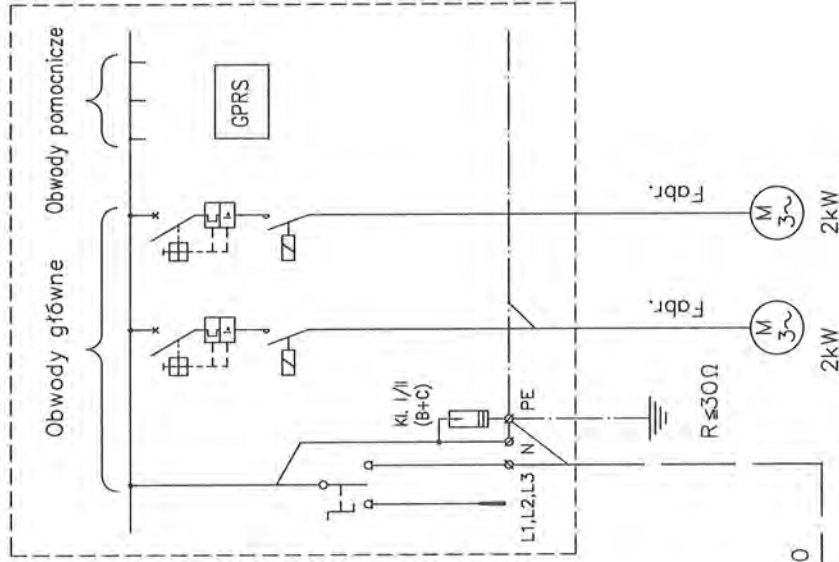 Obwody główne
Obwody pomocnicze
GPRS
Kl. I/II
(B+C)
L1,L2,L3
N
PE
R≤30Ω
Fabr.
Fabr.
M
3~
2kW
M
3~
2kW
0